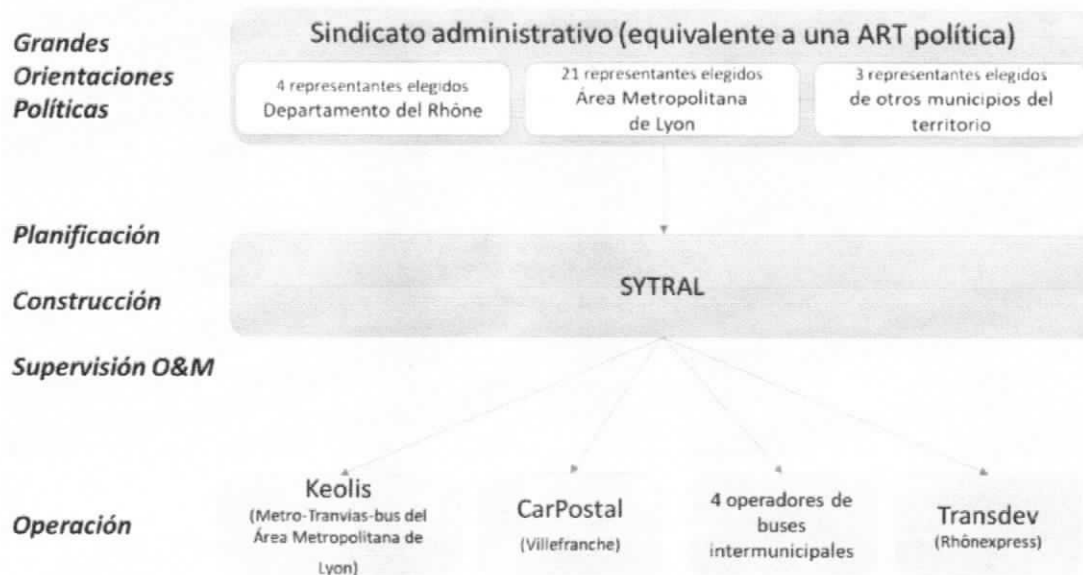 Grandes
Orientaciones
Políticas
Sindicato administrativo (equivalente a una ART política)
4 representantes elegidos
Departamento del Rhône
21 representantes elegidos
Área Metropolitana
de Lyon
3 representantes elegidos
de otros municipios del
territorio
Planificación
Construcción
Supervisión O&M
SYTRAL
Operación
Keolis
(Metro-Tranvias-bus del
Área Metropolitana de
Lyon)
CarPostal
(Villefranche)
4 operadores de
buses
intermunicipales
Transdev
(Rhônexpress)